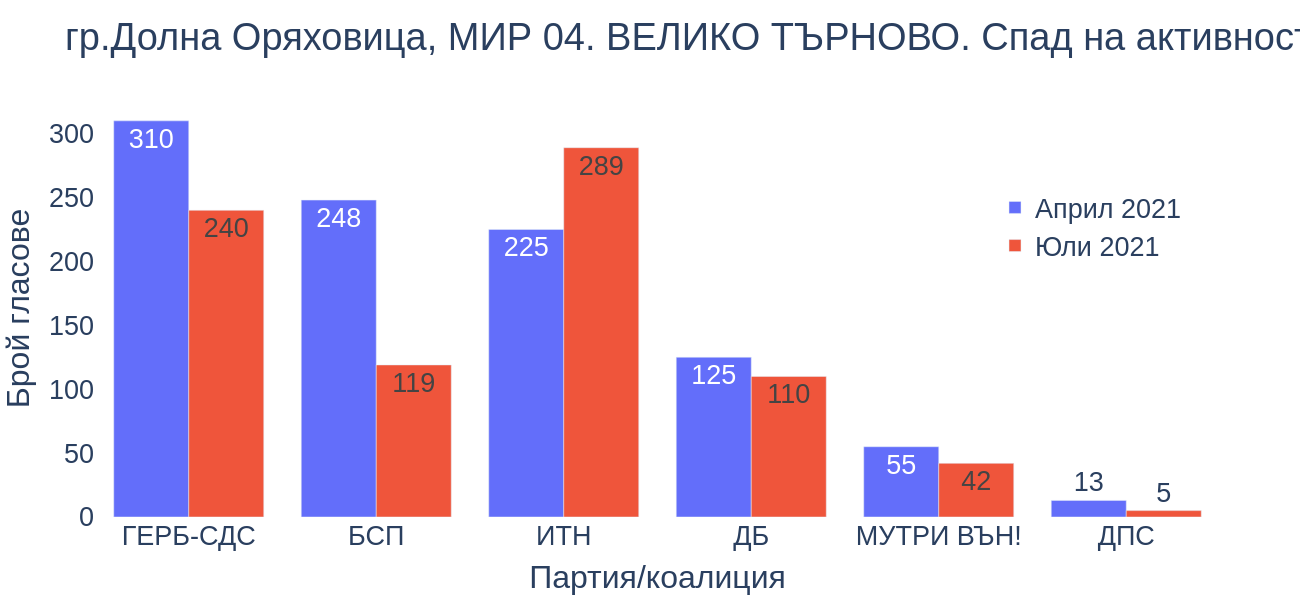 гр.Долна Оряховица, МИР 04. ВЕЛИКО ТЪРНОВО. Спад на
Брой гласове
300
250
200
150
100
50
0
310
240
248
119
225
289
125
110
55
42
13
5
Април 2021
Юли 2021
ГЕРБ-СДС
БСП
ИТН
ДБ
МУТРИ ВЪН!
ДПС
Партия/коалиция